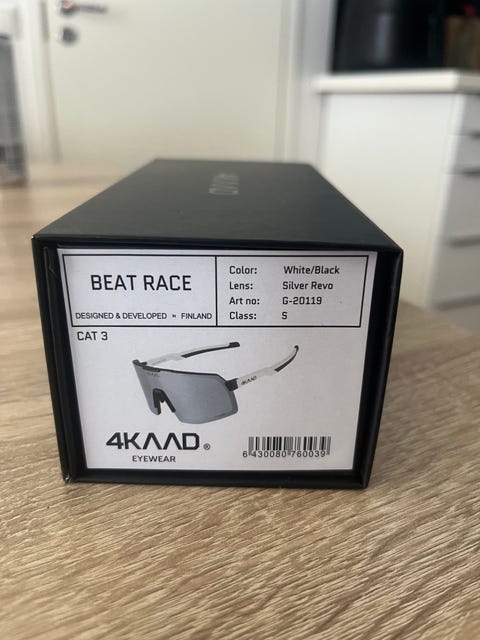 BEAT RACE
DESIGNED & DEVELOPED IN FINLAND
Color: White/Black
Lens: Silver Revo
Art no: G-20119
Class: S
CAT 3
4KAAD®
EYEWEAR
6 430080 760039